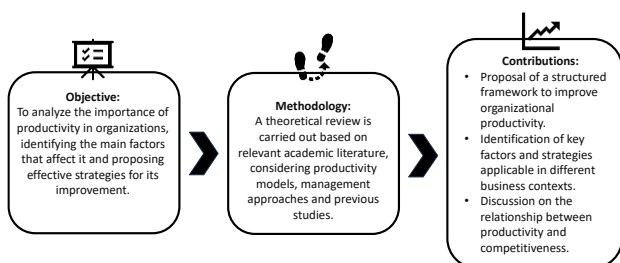 Objective:
To analyze the importance of
productivity in organizations,
identifying the main factors
that affect it and proposing
effective strategies for its
improvement.
Methodology:
A theoretical review is
carried out based on
relevant academic literature,
considering productivity
models, management
approaches and previous
studies.
Contributions:
• Proposal of a structured
framework to improve
organizational
productivity.
• Identification of key
factors and strategies
applicable in different
business contexts.
• Discussion on the
relationship between
productivity and
competitiveness.